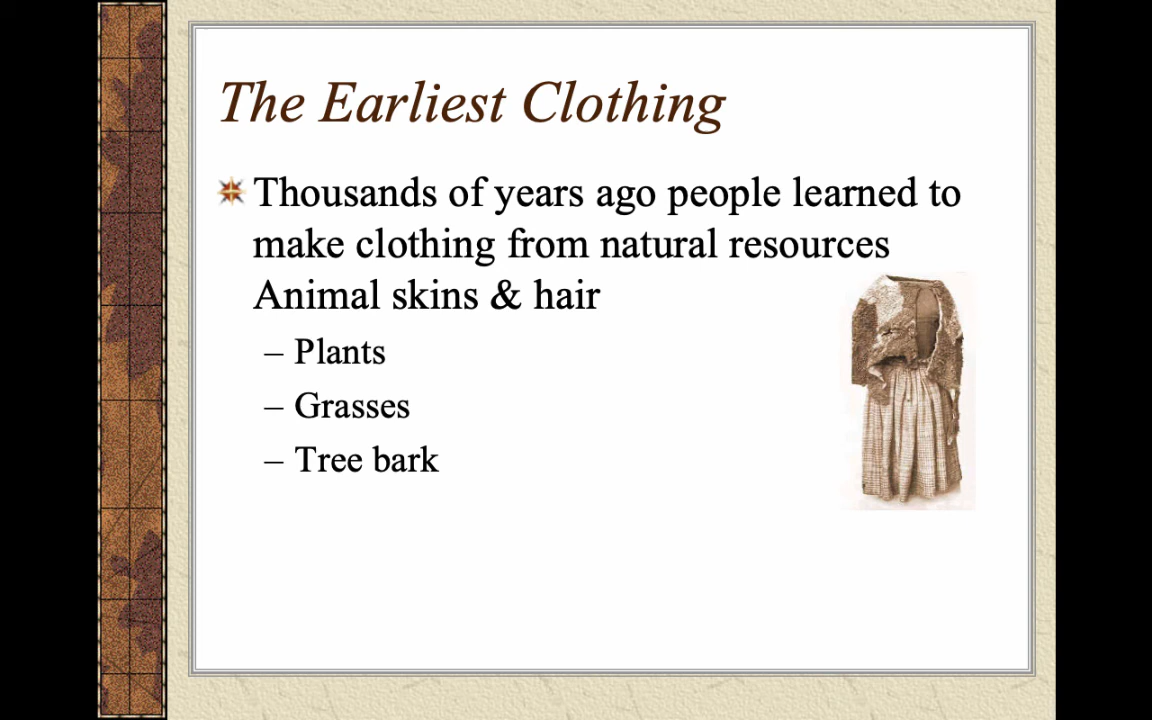 The Earliest Clothing
Thousands of years ago people learned to
make clothing from natural resources
Animal skins & hair
– Plants
– Grasses
– Tree bark